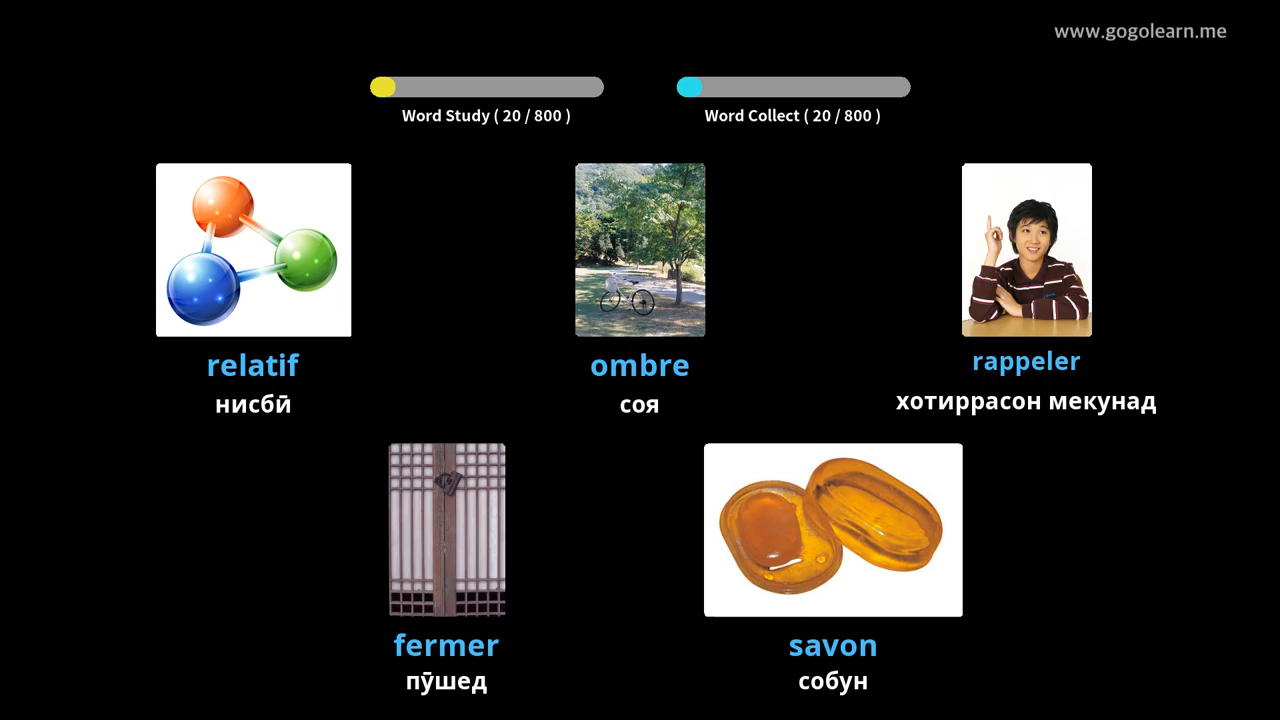 www.gogolearn.me
Word Study ( 20 / 800 )
Word Collect ( 20 / 800 )
relatif
нисбӣ
ombre
соя
rappeler
хотиррасон мекунад
fermer
пӯшед
savon
собун